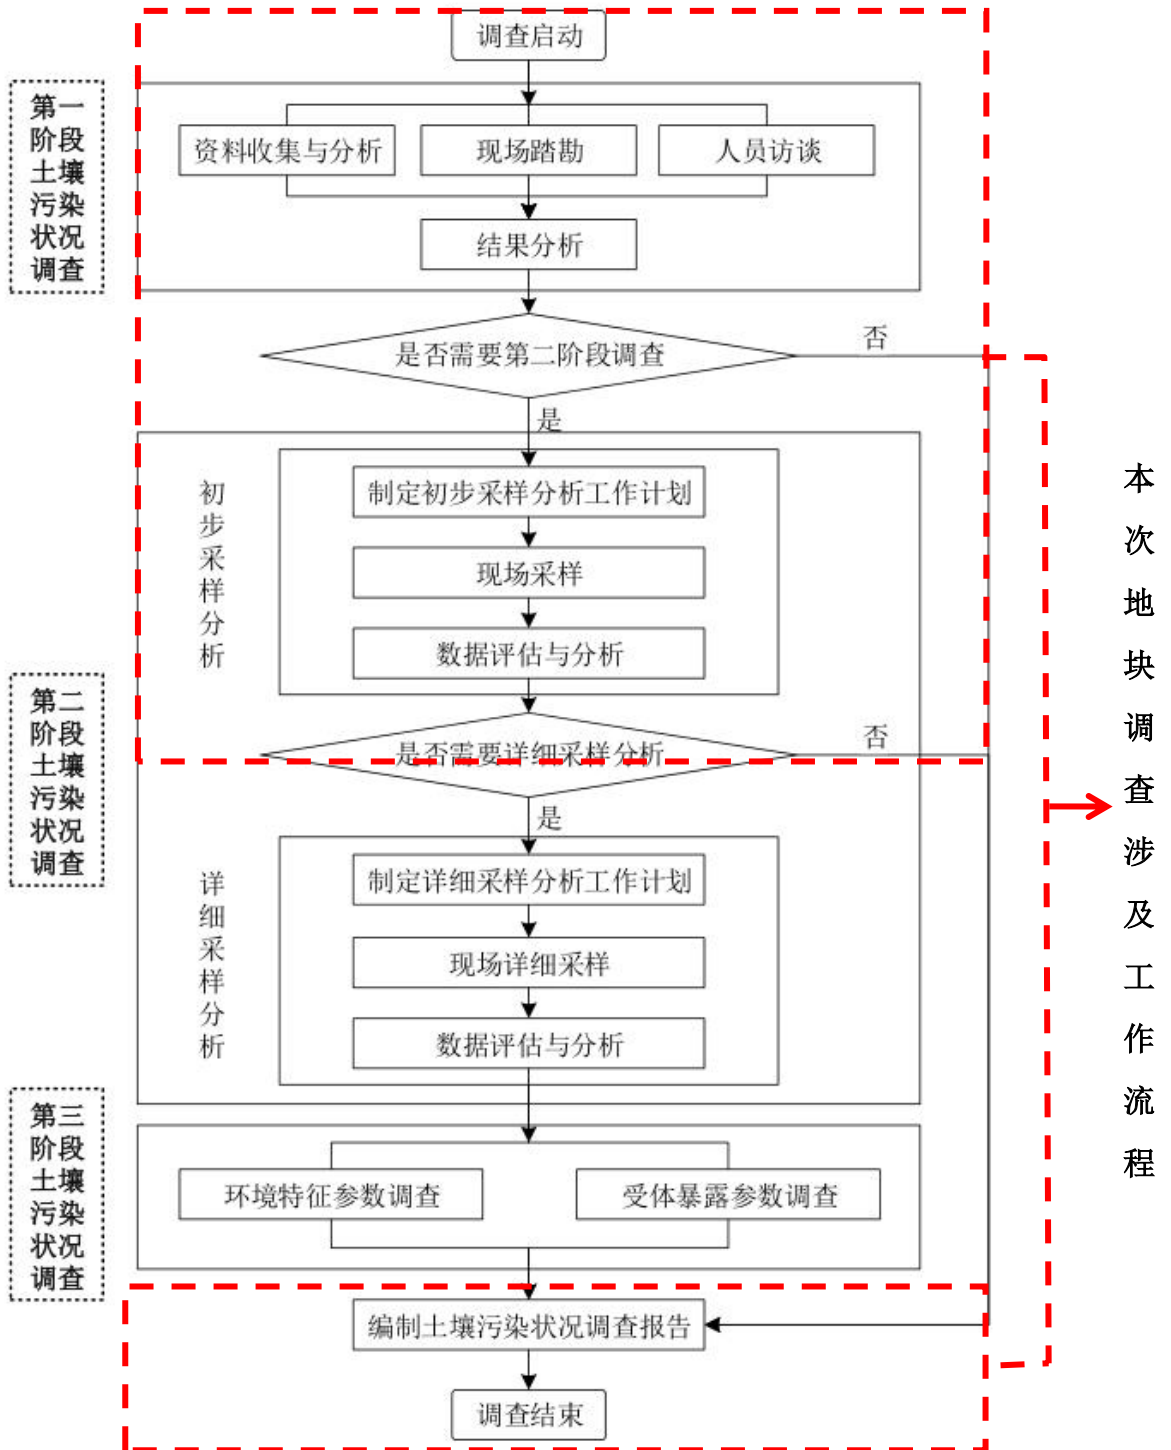 调查启动
第一
阶段
土壤
污染
状况
调查
资料收集与分析
现场踏勘
人员访谈
结果分析
是否需要第二阶段调查
否
是
初
步
采
样
分
析
制定初步采样分析工作计划
现场采样
数据评估与分析
第二
阶段
土壤
污染
状况
调查
是否需要详细采样分析
否
是
详
细
采
样
分
析
制定详细采样分析工作计划
现场详细采样
数据评估与分析
第三
阶段
土壤
污染
状况
调查
环境特征参数调查
受体暴露参数调查
编制土壤污染状况调查报告
调查结束
本
次
地
块
调
查
涉
及
工
作
流
程